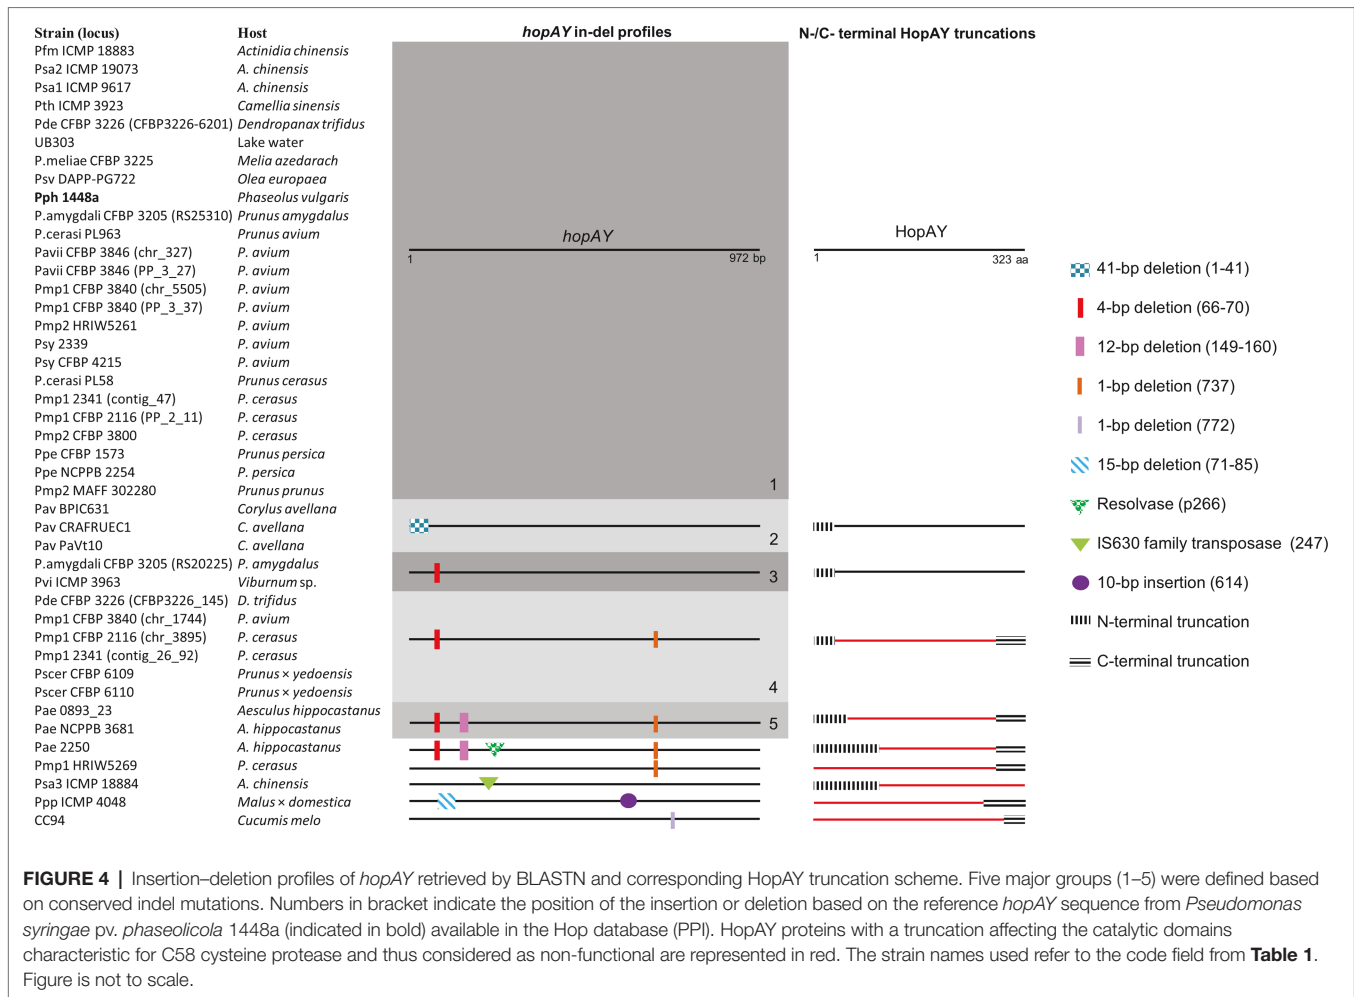 Strain (locus) Host hopAY in-del profiles N-/C- terminal HopAY truncations
Pfm ICMP 18883 Actinidia chinensis
Psa2 ICMP 19073 A. chinensis
Psa1 ICMP 9617 A. chinensis
Pth ICMP 3923 Camellia sinensis
Pde CFBP 3226 (CFBP3226-6201) Dendropanax trifidus
UB303 Lake water
P.meliae CFBP 3225 Melia azedarach
Psv DAPP-PG722 Olea europaea
Pph 1448a Phaseolus vulgaris
P.amygdali CFBP 3205 (RS25310) Prunus amygdalus
P.cerasi PL963 Prunus avium
Pavii CFBP 3846 (chr_327) P. avium
Pavii CFBP 3846 (PP_3_27) P. avium
Pmp1 CFBP 3840 (chr_5505) P. avium
Pmp1 CFBP 3840 (PP_3_37) P. avium
Pmp2 HRIW5261 P. avium
Psy 2339 P. avium
Psy CFBP 4215 P. avium
P.cerasi PL58 Prunus cerasus
Pmp1 2341 (contig_47) P. cerasus
Pmp1 CFBP 2116 (PP_2_11) P. cerasus
Pmp2 CFBP 3800 P. cerasus
Ppe CFBP 1573 Prunus persica
Ppe NCPPB 2254 P. persica
Pmp2 MAFF 302280 Prunus prunus
Pav BPIC631 Corylus avellana
Pav CRAFRUEC1 C. avellana
Pav PaVt10 C. avellana
P.amygdali CFBP 3205 (RS20225) P. amygdalus
Pvi ICMP 3963 Viburnum sp.
Pde CFBP 3226 (CFBP3226_145) D. trifidus
Pmp1 CFBP 3840 (chr_1744) P. avium
Pmp1 CFBP 2116 (chr_3895) P. cerasus
Pmp1 2341 (contig_26_92) P. cerasus
Pscer CFBP 6109 Prunus × yedoensis
Pscer CFBP 6110 Prunus × yedoensis
Pae 0893_23 Aesculus hippocastanus
Pae NCPPB 3681 A. hippocastanus
Pae 2250 A. hippocastanus
Pmp1 HRIW5269 P. cerasus
Psa3 ICMP 18884 A. chinensis
Ppp ICMP 4048 Malus × domestica
CC94 Cucumis melo
hopAY
1 972 bp
1
2
3
4
5
HopAY
1 323 aa
41-bp deletion (1-41)
4-bp deletion (66-70)
12-bp deletion (149-160)
1-bp deletion (737)
1-bp deletion (772)
15-bp deletion (71-85)
Resolvase (p266)
IS630 family transposase (247)
10-bp insertion (614)
N-terminal truncation
C-terminal truncation
FIGURE 4 | Insertion–deletion profiles of hopAY retrieved by BLASTN and corresponding HopAY truncation scheme. Five major groups (1–5) were defined based
on conserved indel mutations. Numbers in bracket indicate the position of the insertion or deletion based on the reference hopAY sequence from Pseudomonas
syringae pv. phaseolicola 1448a (indicated in bold) available in the Hop database (PPI). HopAY proteins with a truncation affecting the catalytic domains
characteristic for C58 cysteine protease and thus considered as non-functional are represented in red. The strain names used refer to the code field from Table 1.
Figure is not to scale.